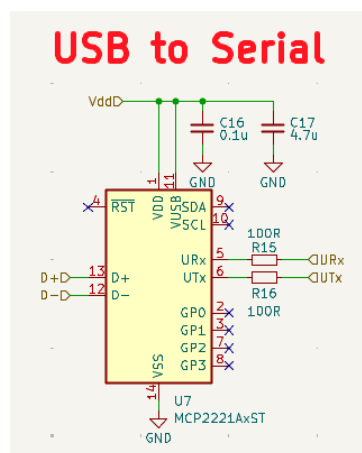 USB to Serial
Vdd
C16
0.1u
C17
4.7u
GND
GND
1
11
4
RST
VDD
VUSB
SDA
9
SCL
10
100R
R15
URx
5
URx
D+
13
D+
UTx
6
UTx
D-
12
D-
R16
100R
GP0
2
GP1
3
GP2
7
GP3
8
VSS
14
U7
MCP2221AxST
GND